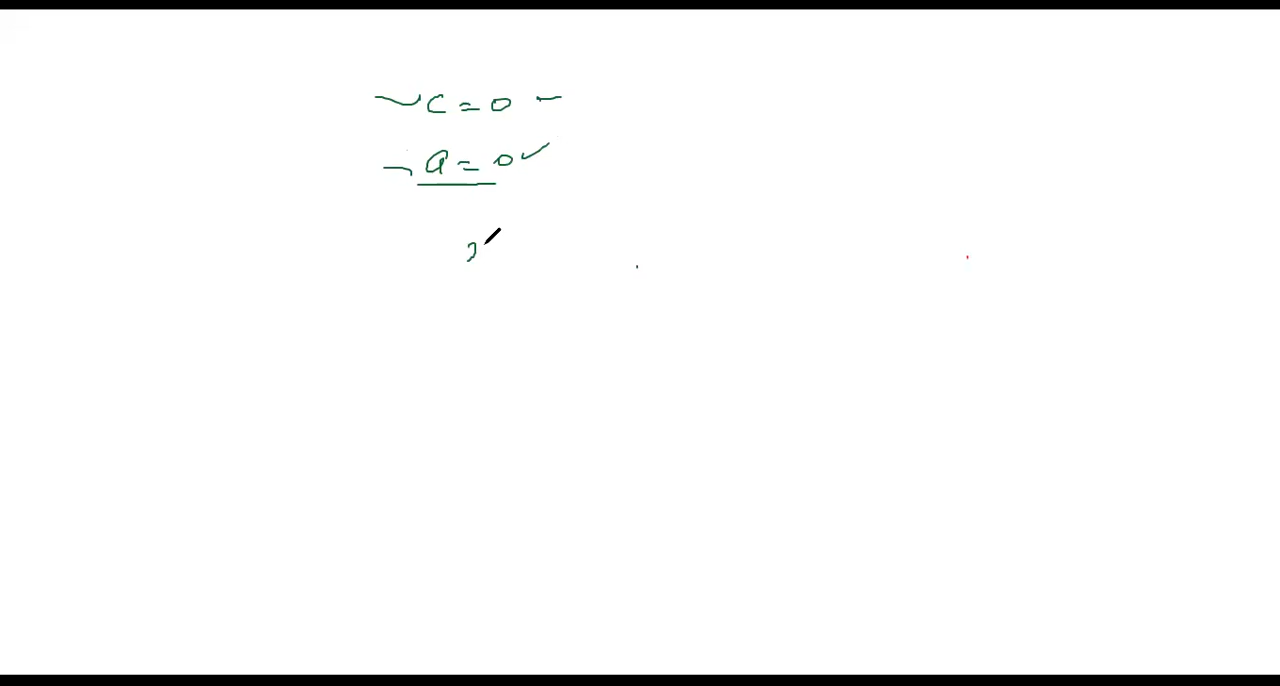 c = 0
a = 0